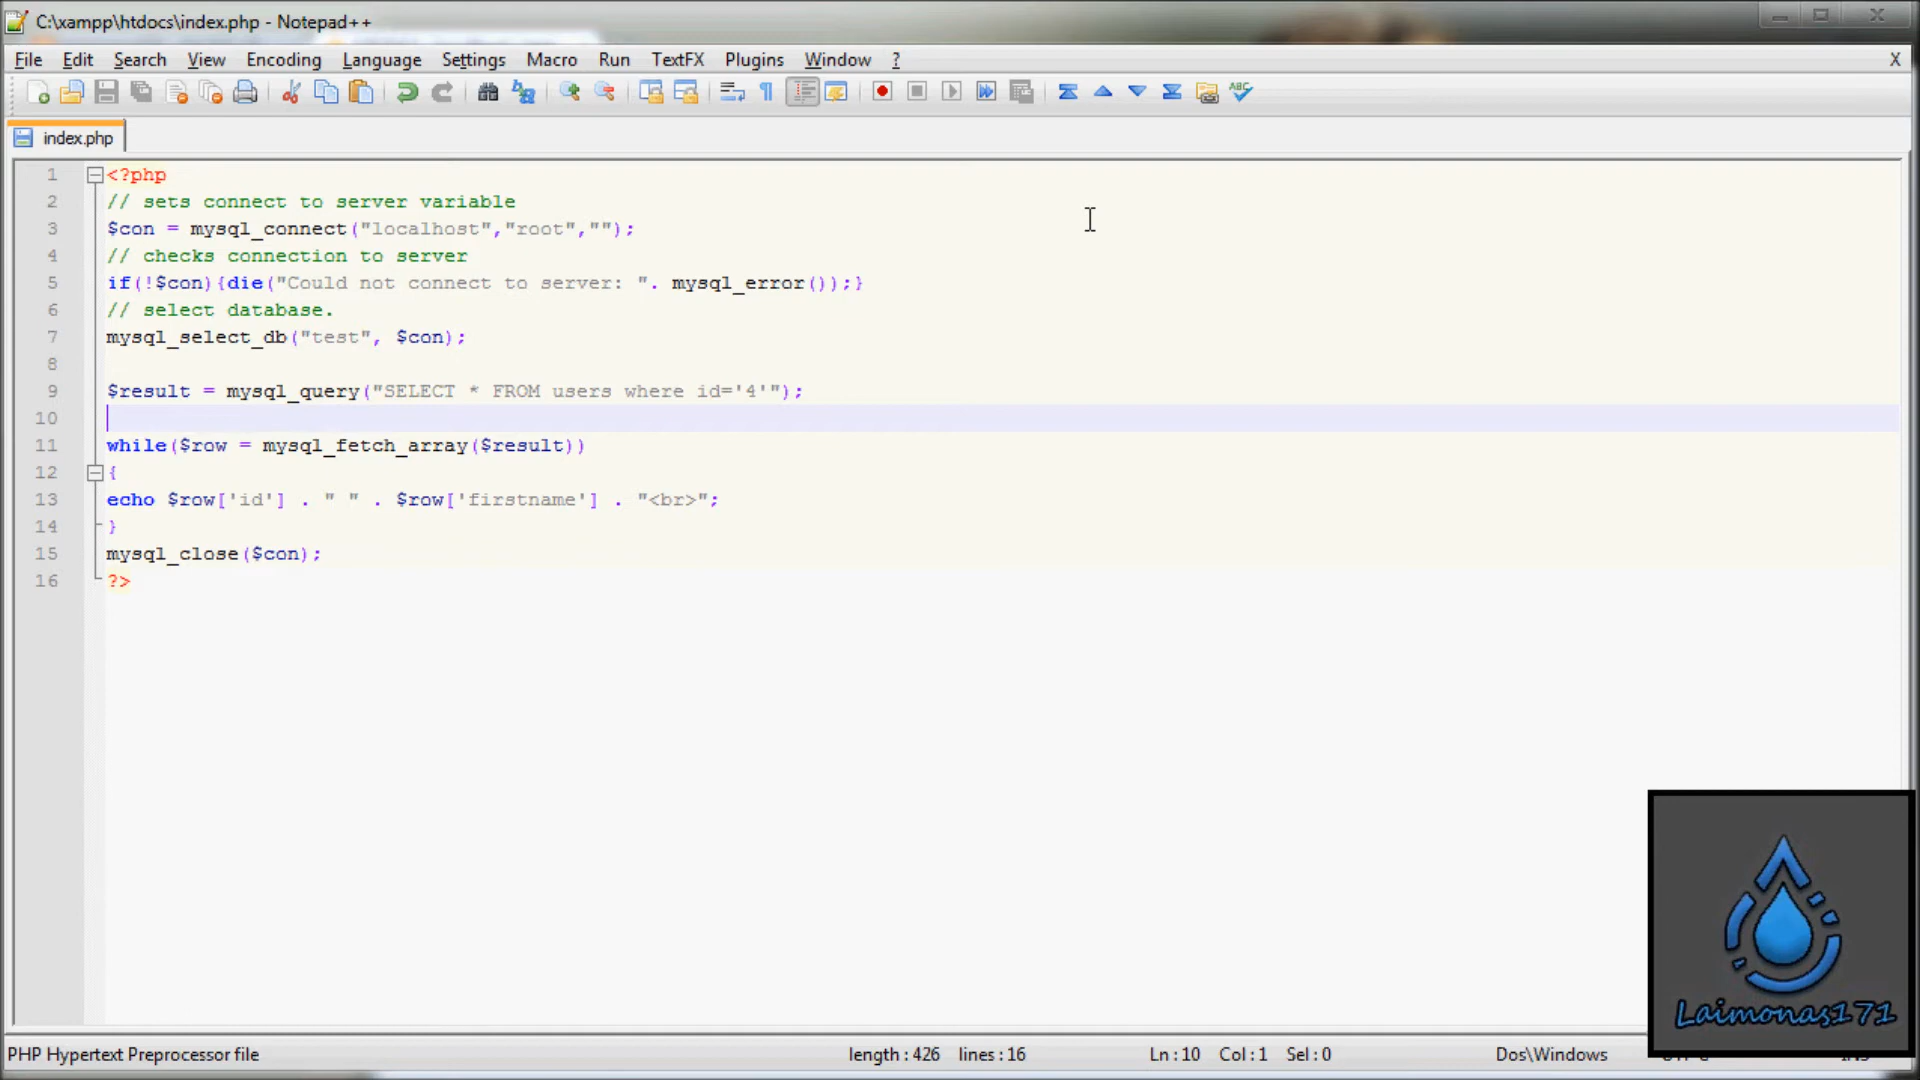 C:\xampp\htdocs\index.php - Notepad++
File Edit Search View Encoding Language Settings Macro Run TextFX Plugins Window ? X
index.php
1 <?php
2 // sets connect to server variable
3 $con = mysql_connect("localhost","root","");
4 // checks connection to server
5 if(!$con){die("Could not connect to server: ". mysql_error());}
6 // select database.
7 mysql_select_db("test", $con);
8
9 $result = mysql_query("SELECT * FROM users where id='4'");
10
11 while($row = mysql_fetch_array($result))
12 {
13 echo $row['id'] . " " . $row['firstname'] . "<br>";
14 }
15 mysql_close($con);
16 ?>
Laimonas171
PHP Hypertext Preprocessor file length : 426 lines : 16 Ln : 10 Col : 1 Sel : 0 Dos\Windows